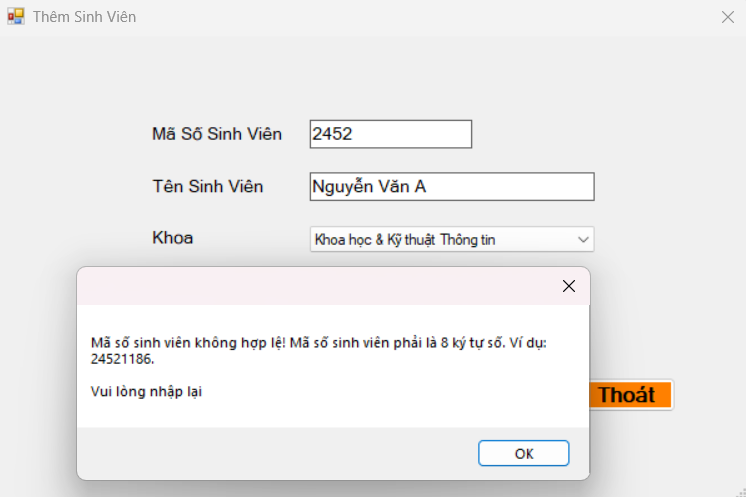 Thêm Sinh Viên
Mã Số Sinh Viên 2452
Tên Sinh Viên Nguyễn Văn A
Khoa Khoa học & Kỹ thuật Thông tin
Mã số sinh viên không hợp lệ! Mã số sinh viên phải là 8 ký tự số. Ví dụ:
24521186.
Vui lòng nhập lại
Thoát
OK